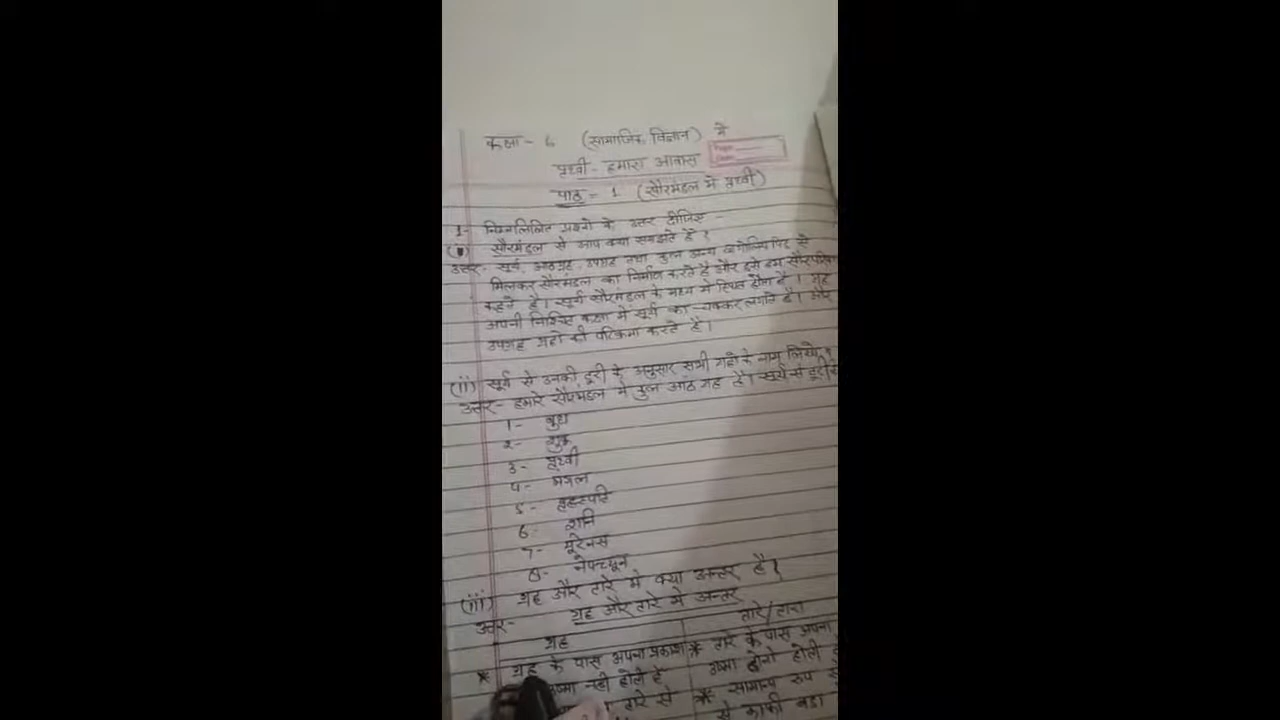 कक्षा - 6 (सामाजिक विज्ञान) में
पृथ्वी - हमारा आवास
पाठ - 1 (सौरमंडल में पृथ्वी)
1- निम्नलिखित प्रश्नों के उत्तर दीजिए -
(i) सौरमंडल से आप क्या समझते हैं ?
उत्तर- सूर्य, आठ ग्रह, उपग्रह तथा कुछ अन्य खगोलीय पिंड से
मिलकर सौरमंडल का निर्माण करते है और इसे हम सौरपरिवार
कहते है। सूर्य सौरमंडल के मध्य में स्थित होता है। ग्रह
अपनी निश्चित कक्षा में सूर्य का चक्कर लगाते है। और
उपग्रह ग्रहो की परिक्रमा करते है।
(ii) सूर्य से उनकी दूरी के अनुसार सभी ग्रहो के नाम लिखो ?
उत्तर- हमारे सौरमंडल में कुल आठ ग्रह है। सूर्य से दूरी के
1- बुध
2- शुक्र
3- पृथ्वी
4- मंगल
5- बृहस्पति
6- शनि
7- यूरेनस
8- नेपच्यून
(iii) ग्रह और तारे में क्या अन्तर है ?
उत्तर- ग्रह और तारे में अन्तर
ग्रह तारे/तारा
* ग्रह के पास अपना प्रकाश * तारे के पास अपना
ऊष्मा नही होती है ऊष्मा दोनो होती
तारे से * सामान्य रूप
से काफी बडा